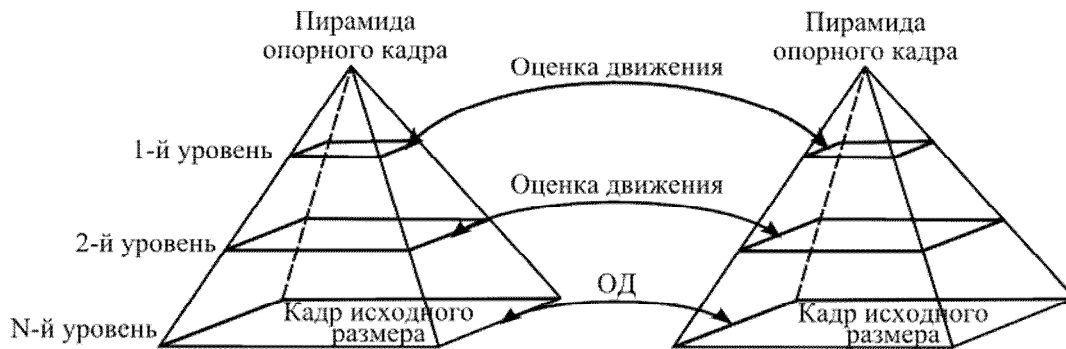 Пирамида
опорного кадра
Пирамида
опорного кадра
Оценка движения
1-й уровень
Оценка движения
2-й уровень
ОД
N-й уровень
Кадр исходного
размера
Кадр исходного
размера